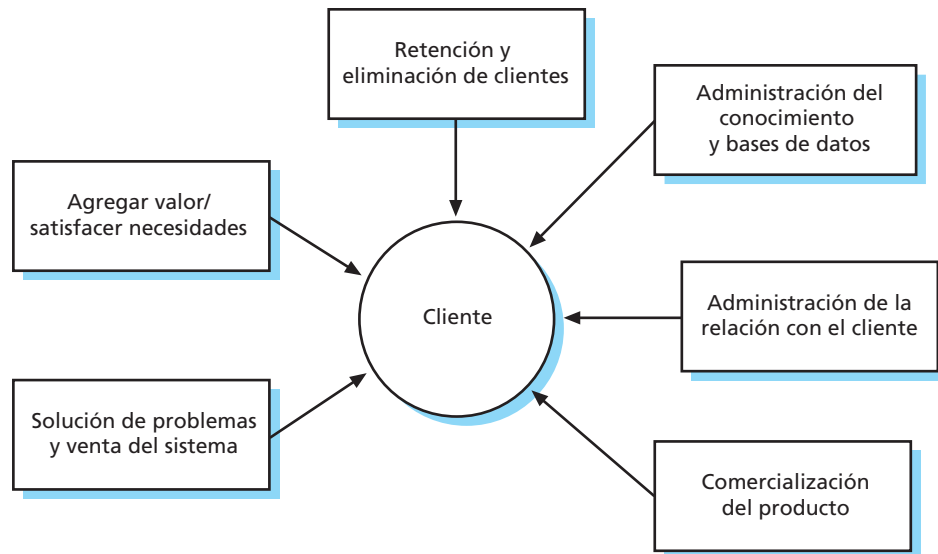 Retención y
eliminación de clientes
Administración del
conocimiento
y bases de datos
Agregar valor/
satisfacer necesidades
Cliente
Administración de la
relación con el cliente
Solución de problemas
y venta del sistema
Comercialización
del producto